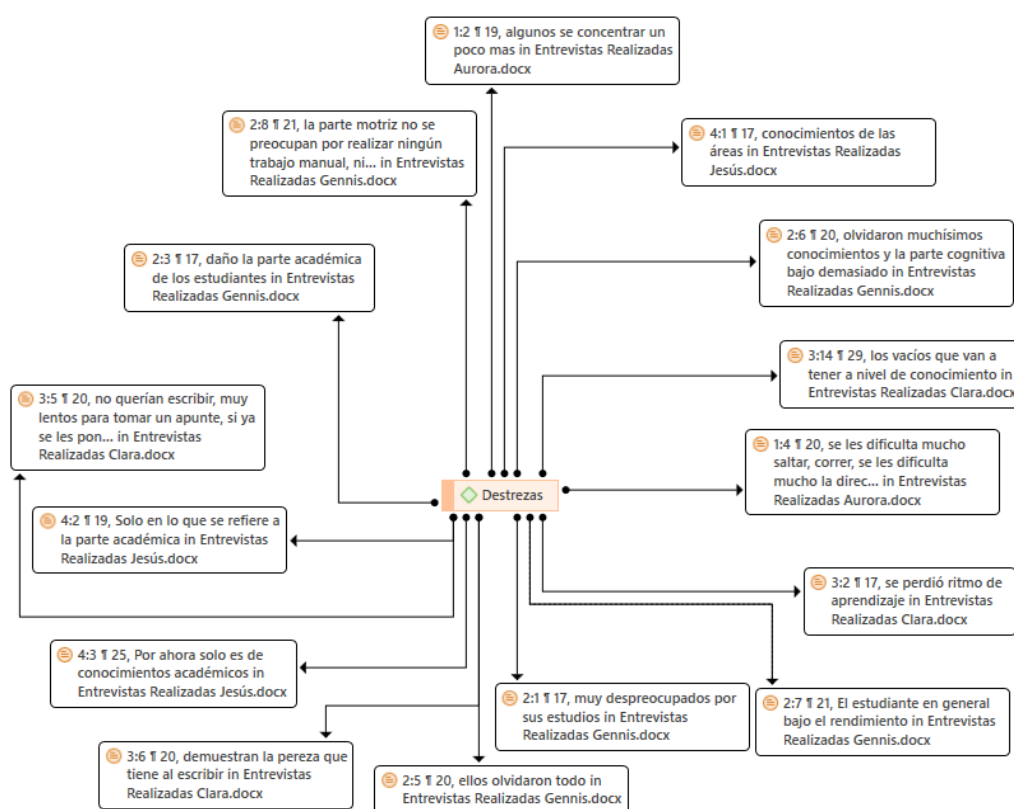 1:2 ¶ 19, algunos se concentrar un
poco mas in Entrevistas Realizadas
Aurora.docx
2:8 ¶ 21, la parte motriz no se
preocupan por realizar ningún
trabajo manual, ni... in Entrevistas
Realizadas Gennis.docx
4:1 ¶ 17, conocimientos de las
áreas in Entrevistas Realizadas
Jesús.docx
2:6 ¶ 20, olvidaron muchísimos
conocimientos y la parte cognitiva
bajo demasiado in Entrevistas
Realizadas Gennis.docx
2:3 ¶ 17, daño la parte académica
de los estudiantes in Entrevistas
Realizadas Gennis.docx
3:14 ¶ 29, los vacíos que van a
tener a nivel de conocimiento in
Entrevistas Realizadas Clara.docx
3:5 ¶ 20, no querían escribir, muy
lentos para tomar un apunte, si ya
se les pon... in Entrevistas
Realizadas Clara.docx
1:4 ¶ 20, se les dificulta mucho
saltar, correr, se les dificulta
mucho la direc... in Entrevistas
Realizadas Aurora.docx
Destrezas
4:2 ¶ 19, Solo en lo que se refiere a
la parte académica in Entrevistas
Realizadas Jesús.docx
3:2 ¶ 17, se perdió ritmo de
aprendizaje in Entrevistas
Realizadas Clara.docx
4:3 ¶ 25, Por ahora solo es de
conocimientos académicos in
Entrevistas Realizadas Jesús.docx
2:1 ¶ 17, muy despreocupados por
sus estudios in Entrevistas
Realizadas Gennis.docx
2:7 ¶ 21, El estudiante en general
bajo el rendimiento in Entrevistas
Realizadas Gennis.docx
3:6 ¶ 20, demuestran la pereza que
tiene al escribir in Entrevistas
Realizadas Clara.docx
2:5 ¶ 20, ellos olvidaron todo in
Entrevistas Realizadas Gennis.docx